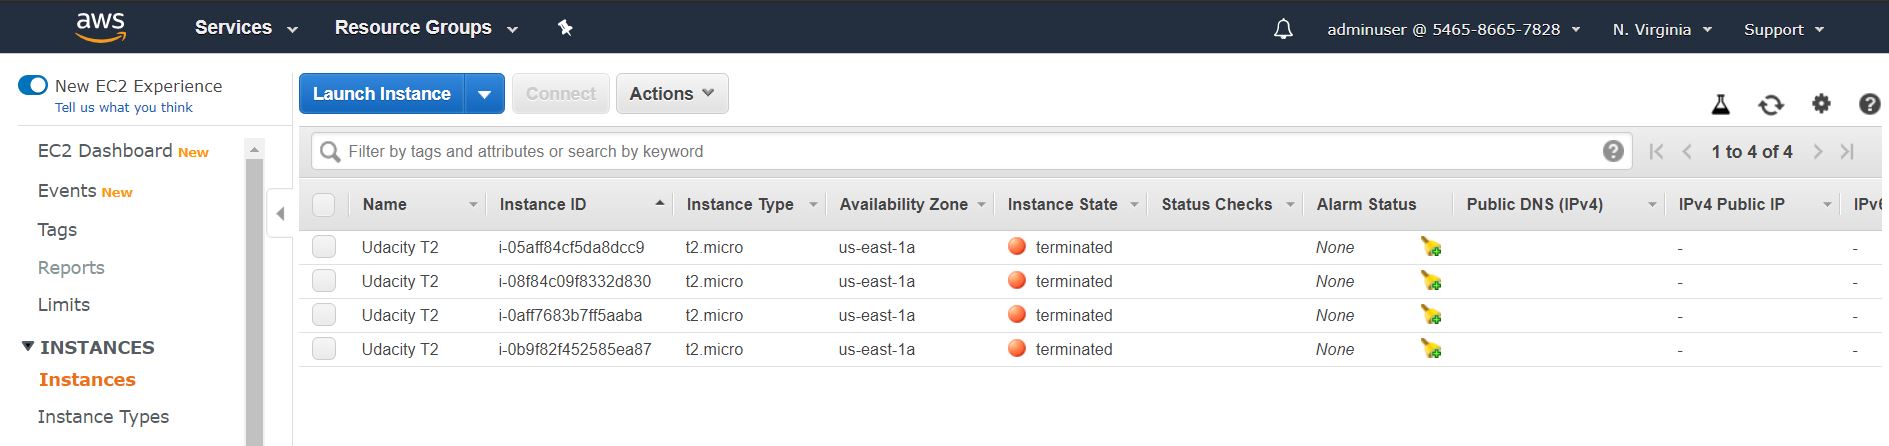 aws Services Resource Groups adminuser @ 5465-8665-7828 N. Virginia Support
New EC2 Experience
Tell us what you think
EC2 Dashboard New
Events New
Tags
Reports
Limits
INSTANCES
Instances
Instance Types
Launch Instance Connect Actions
Filter by tags and attributes or search by keyword 1 to 4 of 4
Name Instance ID Instance Type Availability Zone Instance State Status Checks Alarm Status Public DNS (IPv4) IPv4 Public IP IPv6
Udacity T2 i-05aff84cf5da8dcc9 t2.micro us-east-1a terminated None - -
Udacity T2 i-08f84c09f8332d830 t2.micro us-east-1a terminated None - -
Udacity T2 i-0aff7683b7ff5aaba t2.micro us-east-1a terminated None - -
Udacity T2 i-0b9f82f452585ea87 t2.micro us-east-1a terminated None - -